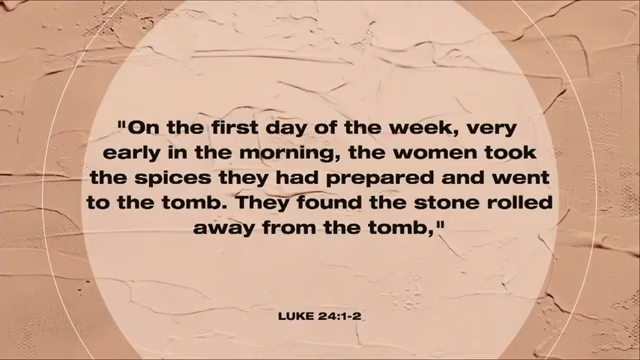 "On the first day of the week, very
early in the morning, the women took
the spices they had prepared and went
to the tomb. They found the stone rolled
away from the tomb,"
LUKE 24:1-2